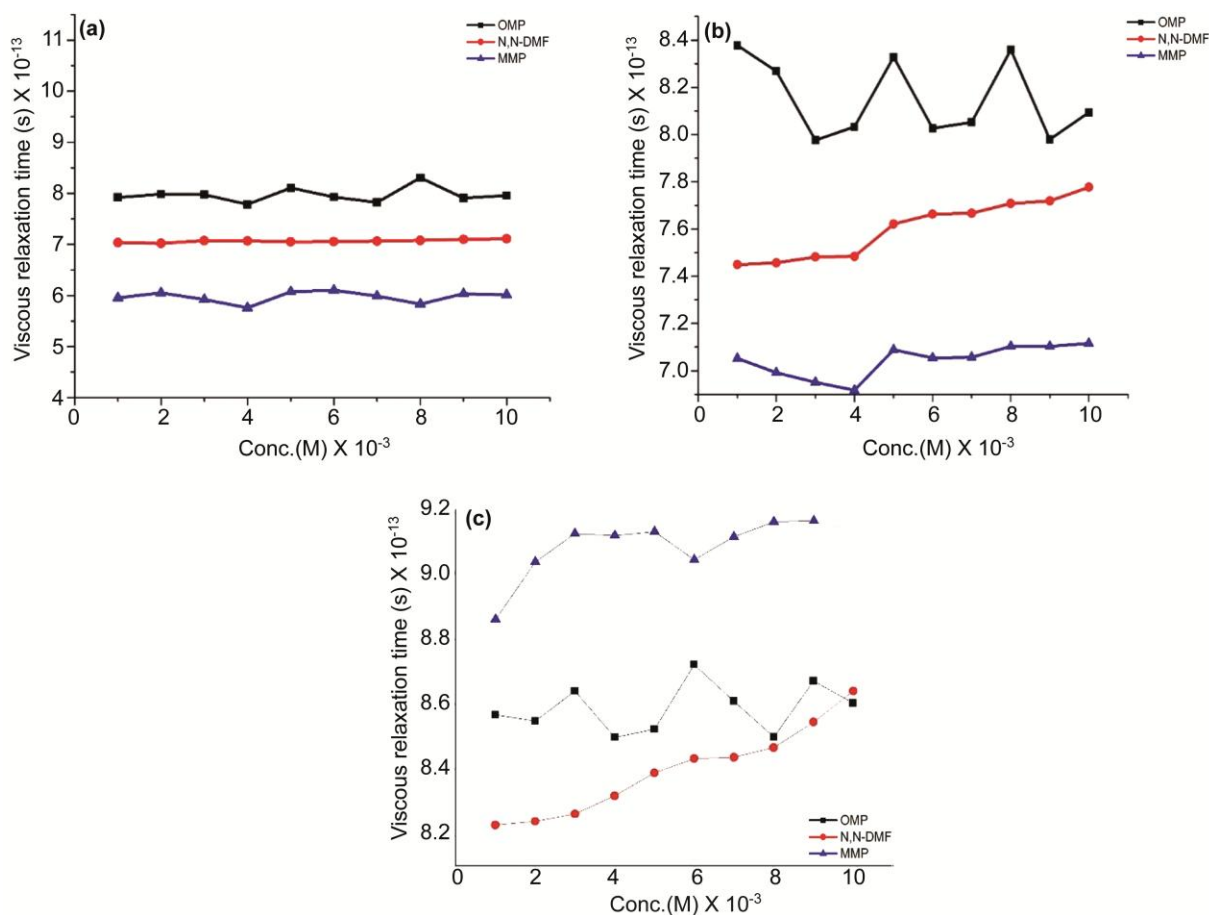 (a)
OMP
N,N-DMF
MMP
11
10
9
8
7
6
5
4
0
2
4
6
8
10
Viscous relaxation time (s) X 10⁻¹³
Conc.(M) X 10⁻³
(b)
OMP
N,N-DMF
MMP
8.4
8.2
8.0
7.8
7.6
7.4
7.2
7.0
0
2
4
6
8
10
Viscous relaxation time (s) X 10⁻¹³
Conc.(M) X 10⁻³
(c)
9.2
9.0
8.8
8.6
8.4
8.2
0
2
4
6
8
10
Viscous relaxation time (s) X 10⁻¹³
OMP
N,N-DMF
MMP
Conc.(M) X 10⁻³